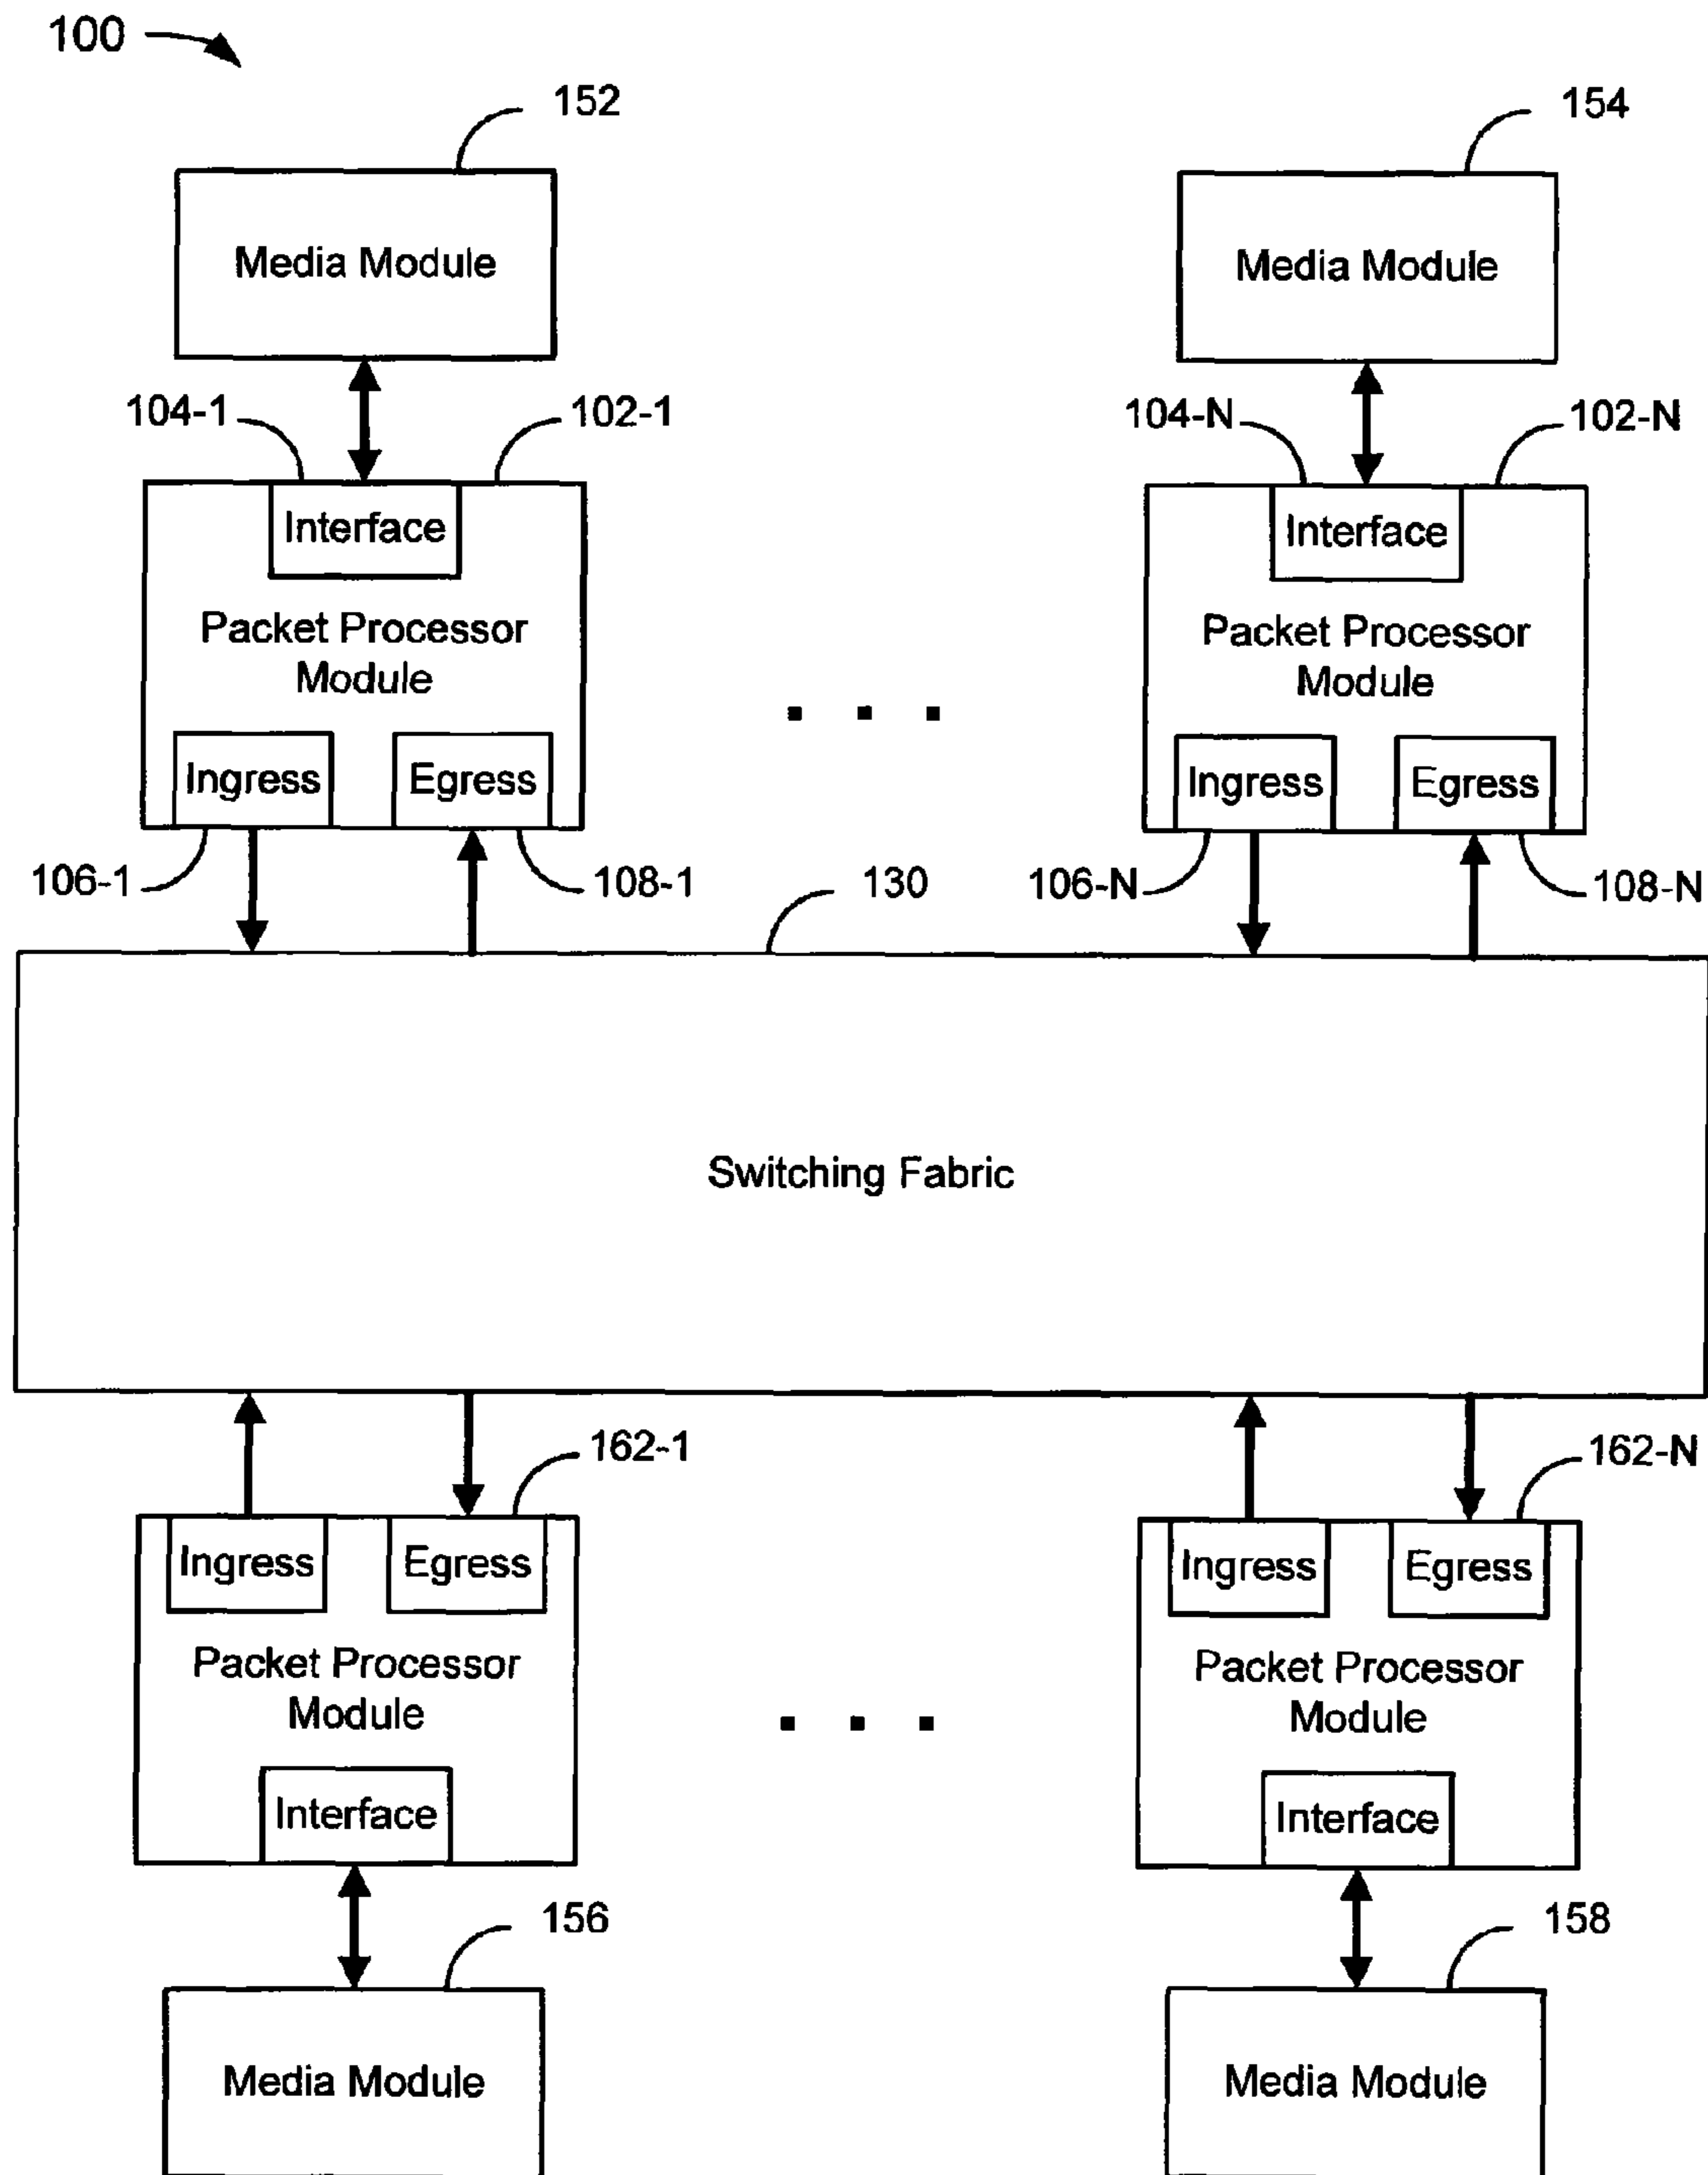 100
152
154
Media Module
Media Module
104-1
102-1
104-N
102-N
Interface
Interface
Packet Processor
Module
Packet Processor
Module
. . .
Ingress
Egress
Ingress
Egress
106-1
108-1
130
106-N
108-N
Switching Fabric
162-1
162-N
Ingress
Egress
Ingress
Egress
Packet Processor
Module
Packet Processor
Module
. . .
Interface
Interface
156
158
Media Module
Media Module